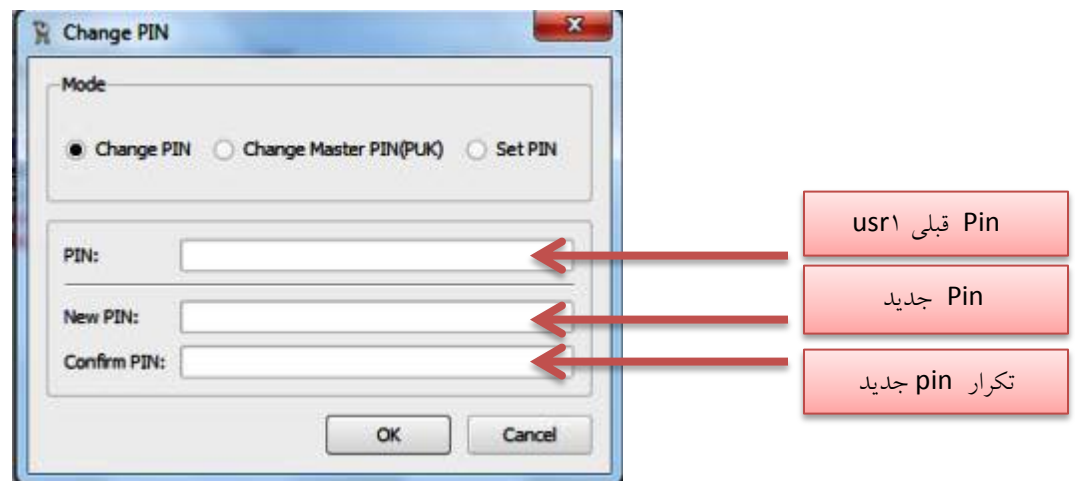 Change PIN
Mode
Change PIN Change Master PIN(PUK) Set PIN
PIN:
New PIN:
Confirm PIN:
OK Cancel
Pin قبلی usr۱
Pin جدید
تکرار pin جدید